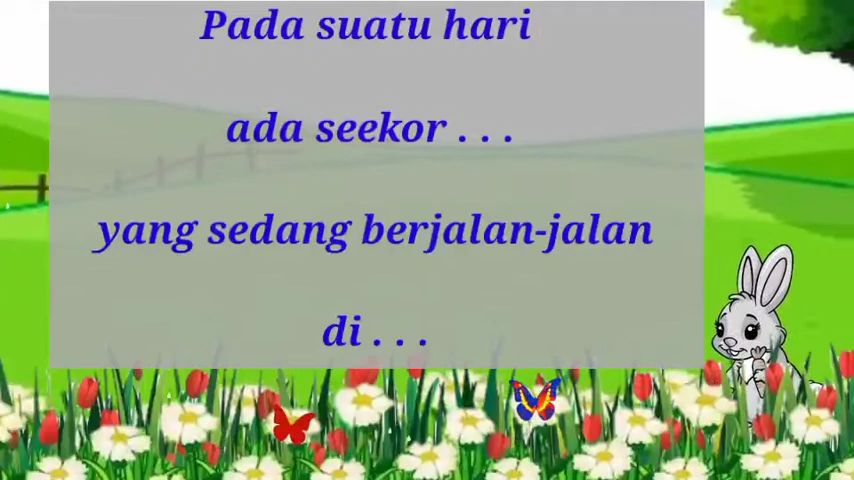 Pada suatu hari
ada seekor . . .
yang sedang berjalan-jalan
di . . .